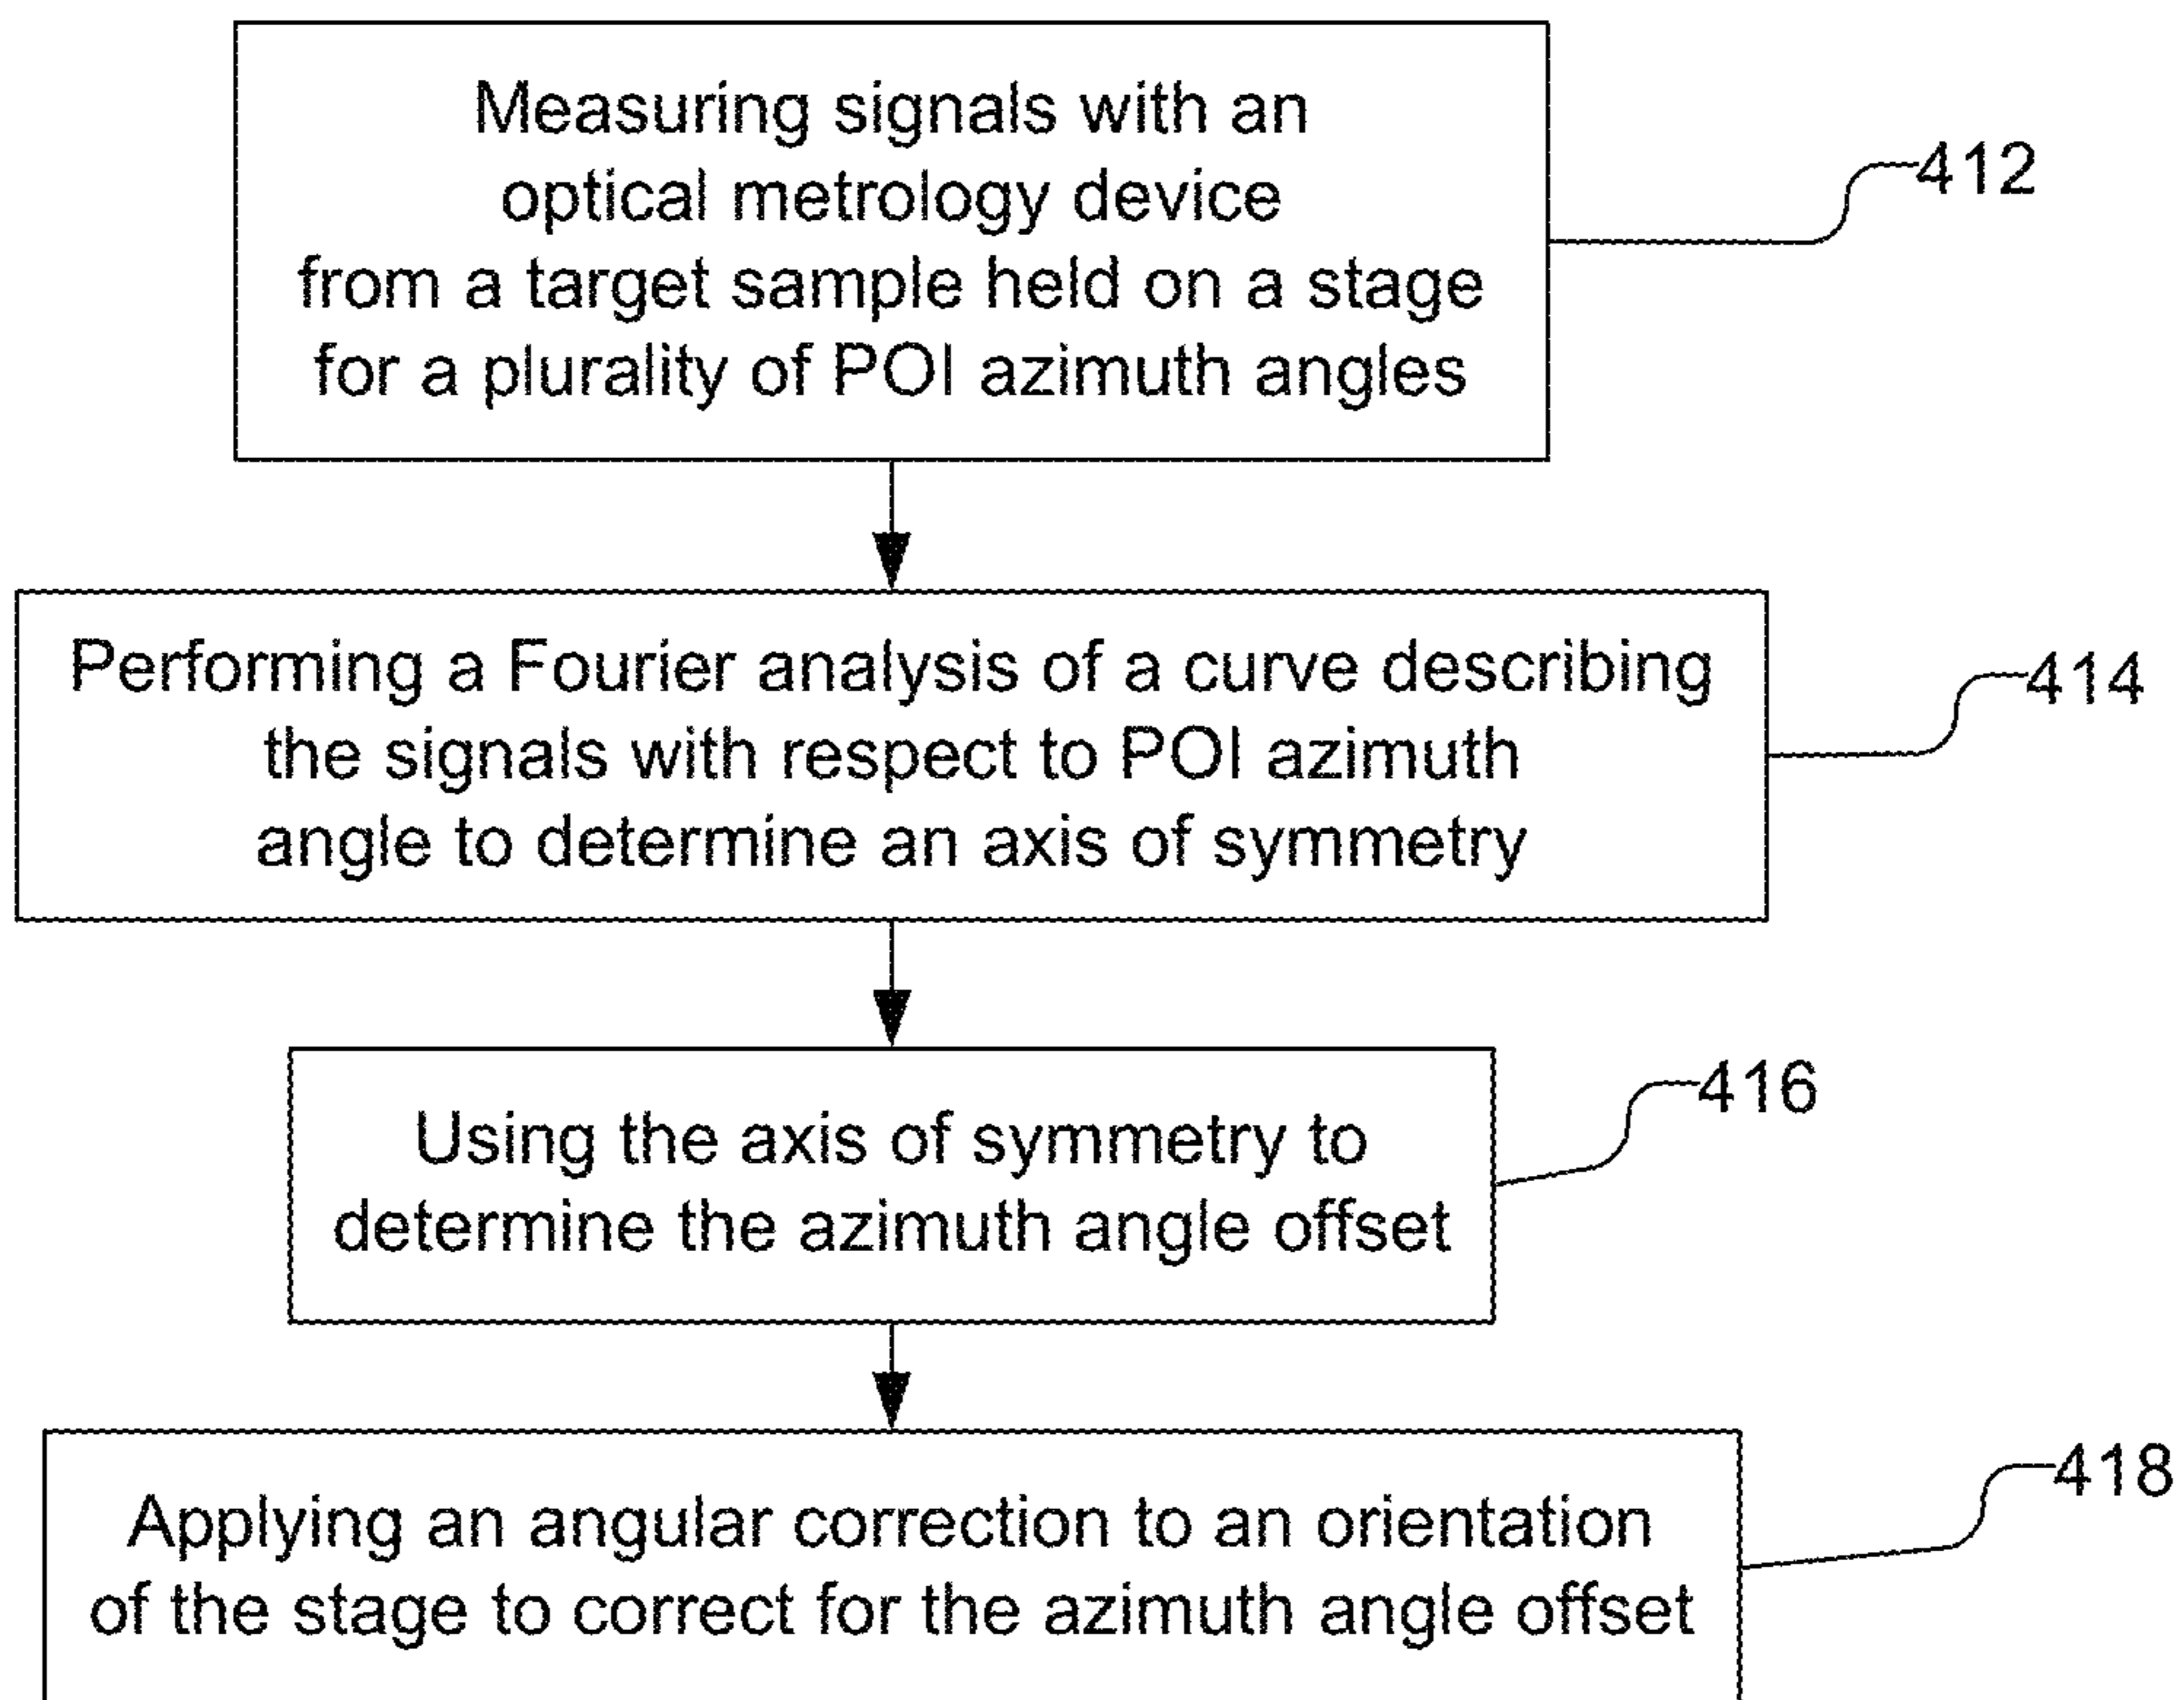 Measuring signals with an
optical metrology device
from a target sample held on a stage
for a plurality of POI azimuth angles
412
Performing a Fourier analysis of a curve describing
the signals with respect to POI azimuth
angle to determine an axis of symmetry
414
Using the axis of symmetry to
determine the azimuth angle offset
416
Applying an angular correction to an orientation
of the stage to correct for the azimuth angle offset
418